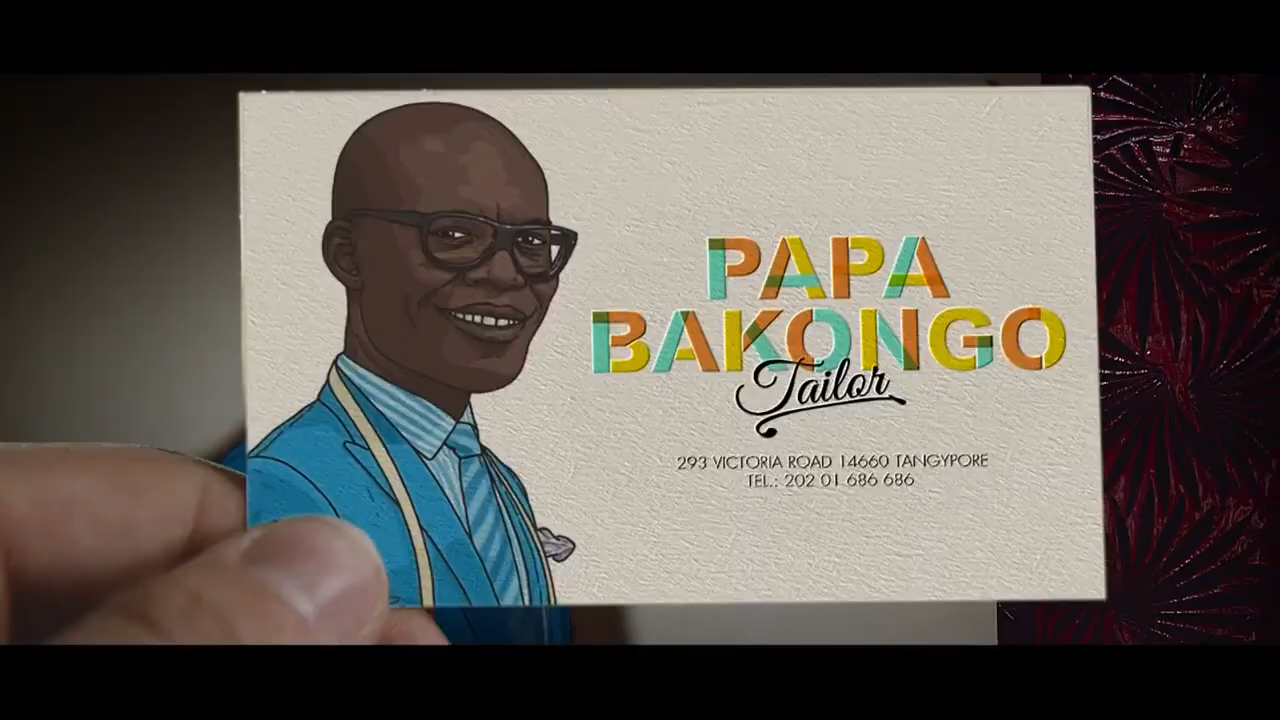 PAPA
BAKONGO
Tailor
293 VICTORIA ROAD 14660 TANGYPORE
TEL.: 202 01 686 686